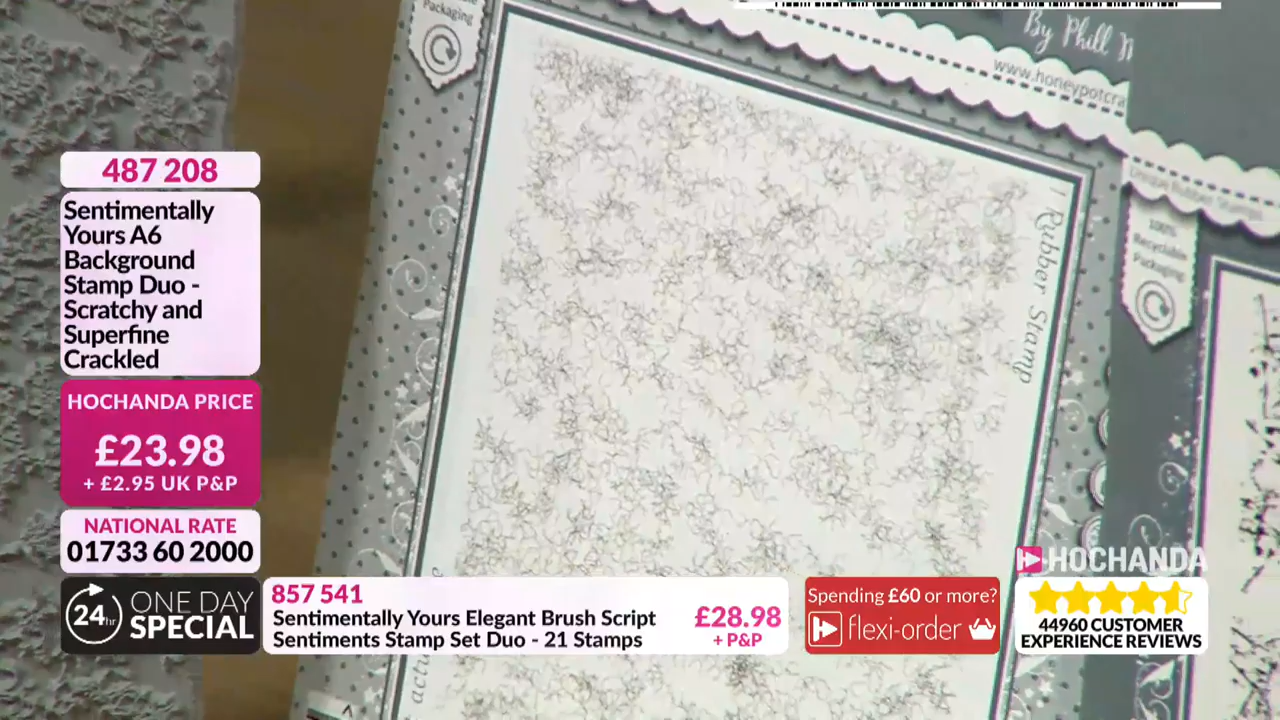 Packaging
By Phill
www.honeypotcra
Unique Rubber Stamps
100%
Recyclable
Packaging
Rubber Stamp
487 208
Sentimentally
Yours A6
Background
Stamp Duo -
Scratchy and
Superfine
Crackled
HOCHANDA PRICE
£23.98
+ £2.95 UK P&P
NATIONAL RATE
01733 60 2000
24hr
ONE DAY
SPECIAL
857 541
Sentimentally Yours Elegant Brush Script
Sentiments Stamp Set Duo - 21 Stamps
£28.98
+ P&P
Spending £60 or more?
flexi-order
HOCHANDA
44960 CUSTOMER
EXPERIENCE REVIEWS